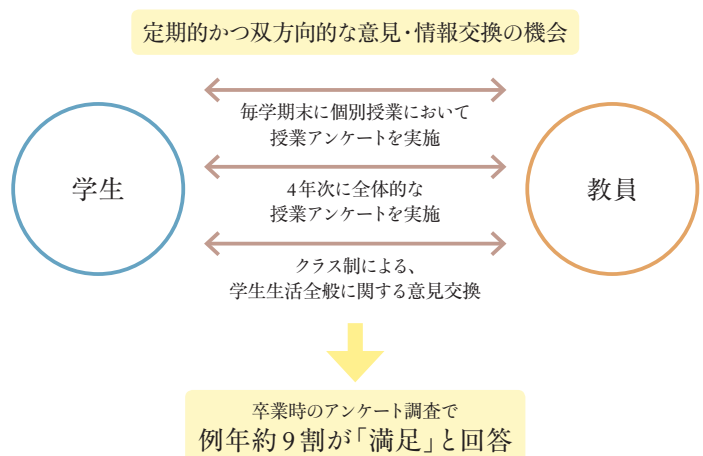 定期的かつ双方向的な意見・情報交換の機会
毎学期末に個別授業において
授業アンケートを実施
学生
教員
4年次に全体的な
授業アンケートを実施
クラス制による、
学生生活全般に関する意見交換
卒業時のアンケート調査で
例年約9割が「満足」と回答